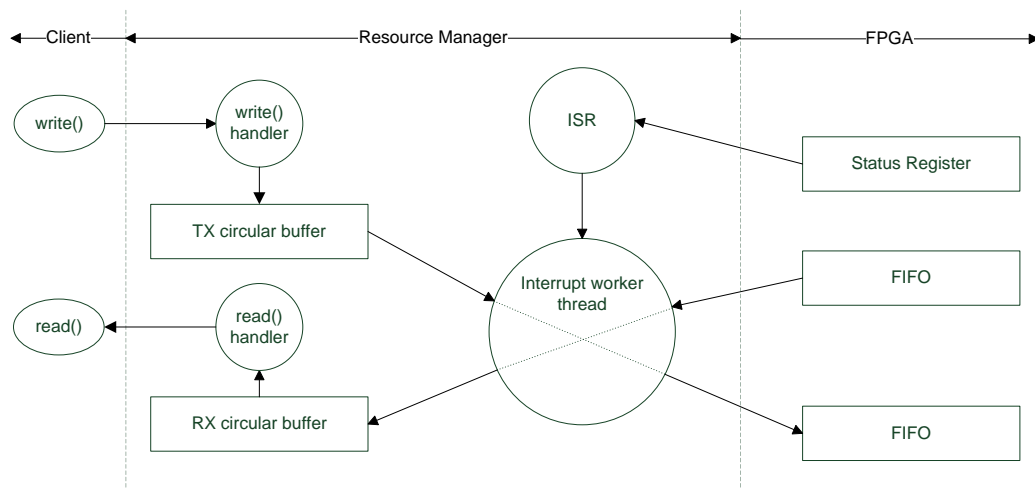 Client
Resource Manager
FPGA
write()
write()
handler
ISR
Status Register
TX circular buffer
Interrupt worker
thread
FIFO
read()
read()
handler
RX circular buffer
FIFO